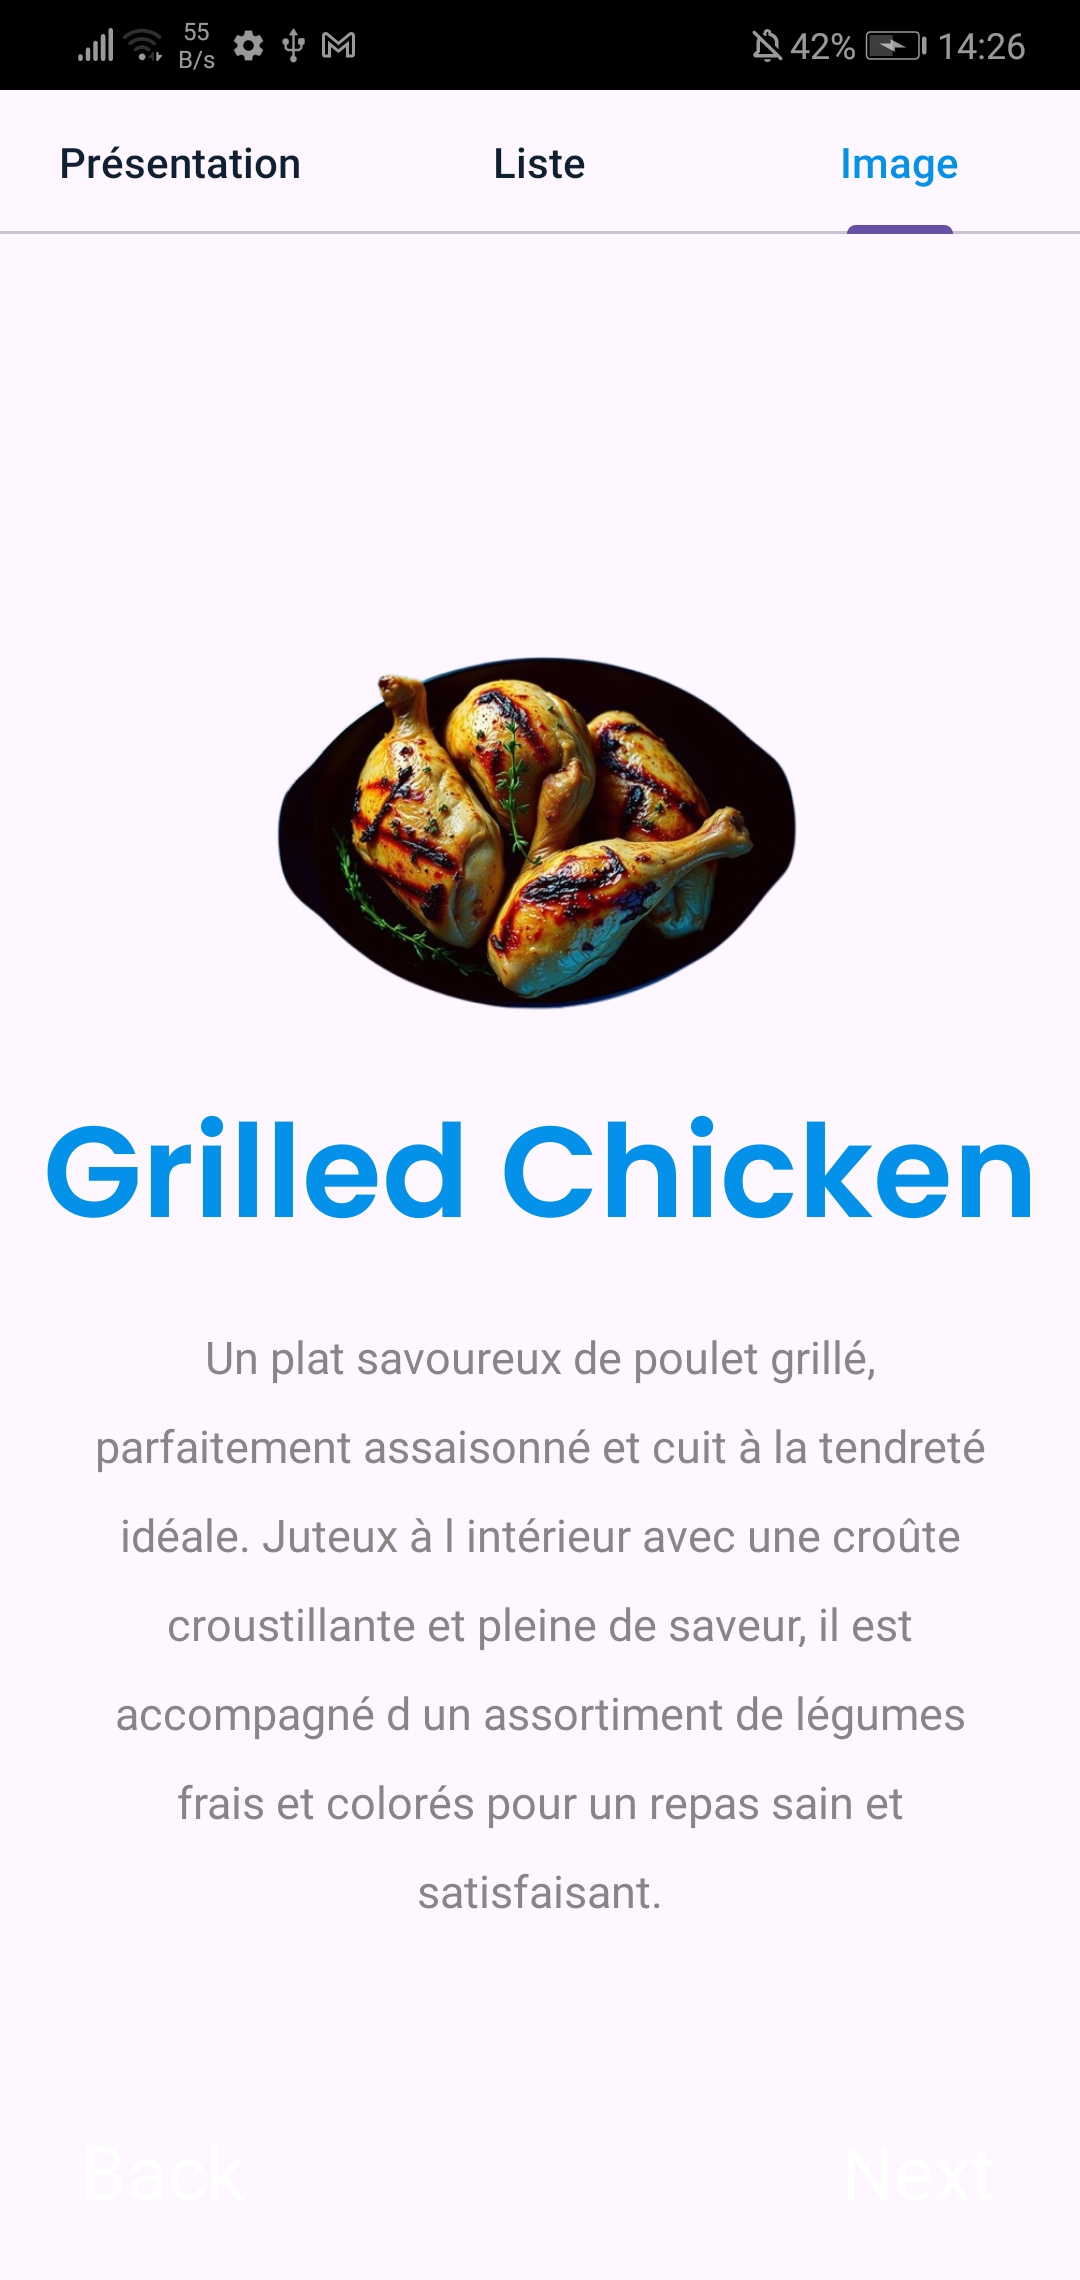 55
B/s
42%
14:26
Présentation
Liste
Image
Grilled Chicken
Un plat savoureux de poulet grillé,
parfaitement assaisonné et cuit à la tendreté
idéale. Juteux à l intérieur avec une croûte
croustillante et pleine de saveur, il est
accompagné d un assortiment de légumes
frais et colorés pour un repas sain et
satisfaisant.
Back
Next